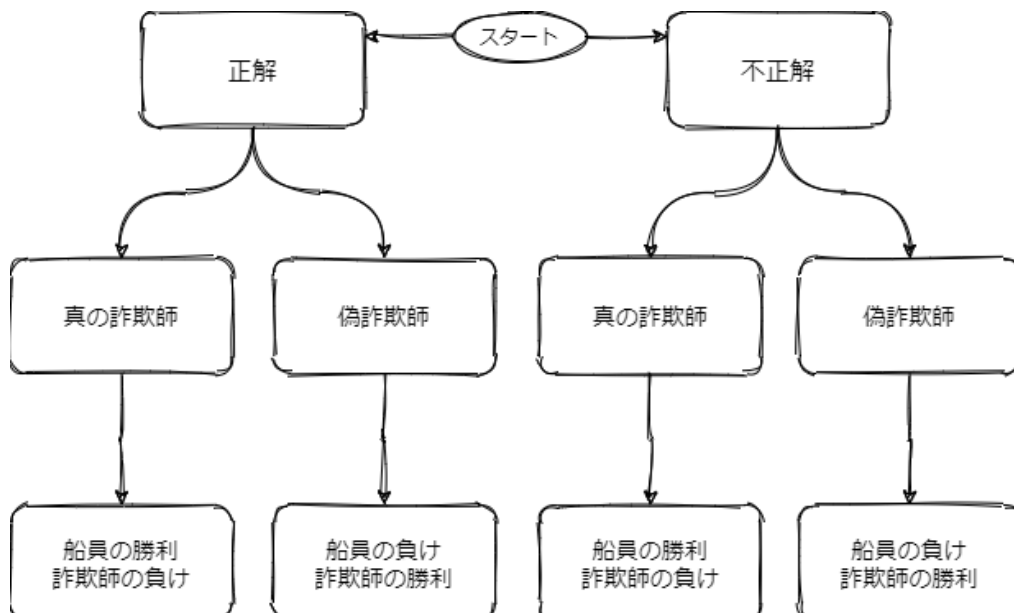 スタート
正解
不正解
真の詐欺師
偽詐欺師
真の詐欺師
偽詐欺師
船員の勝利
詐欺師の負け
船員の負け
詐欺師の勝利
船員の勝利
詐欺師の負け
船員の負け
詐欺師の勝利